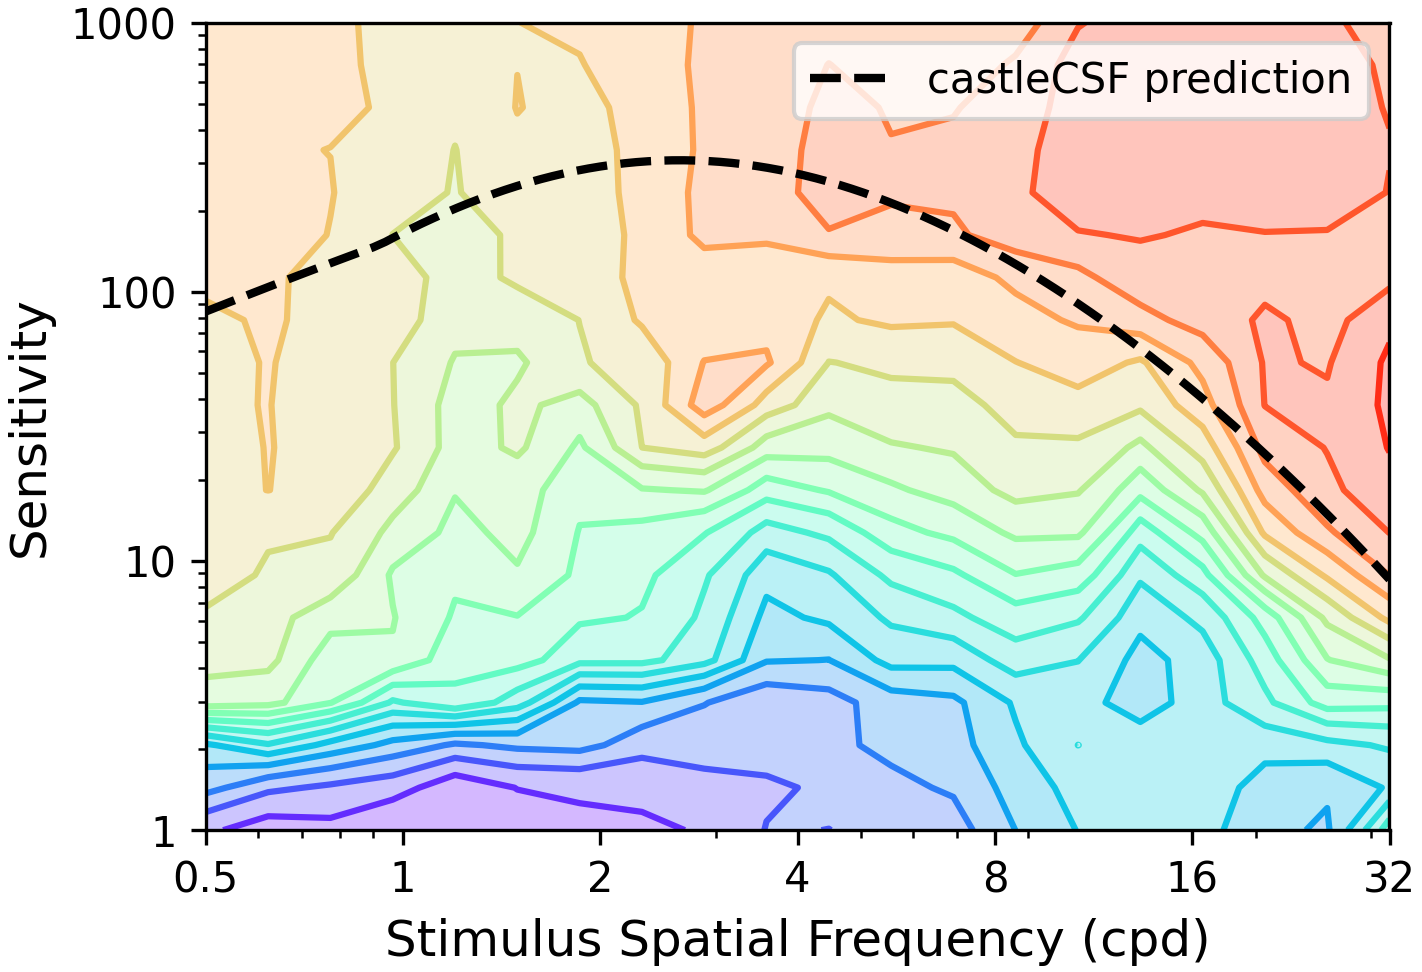 1000
castleCSF prediction
100
Sensitivity
10
1
0.5 1 2 4 8 16 32
Stimulus Spatial Frequency (cpd)